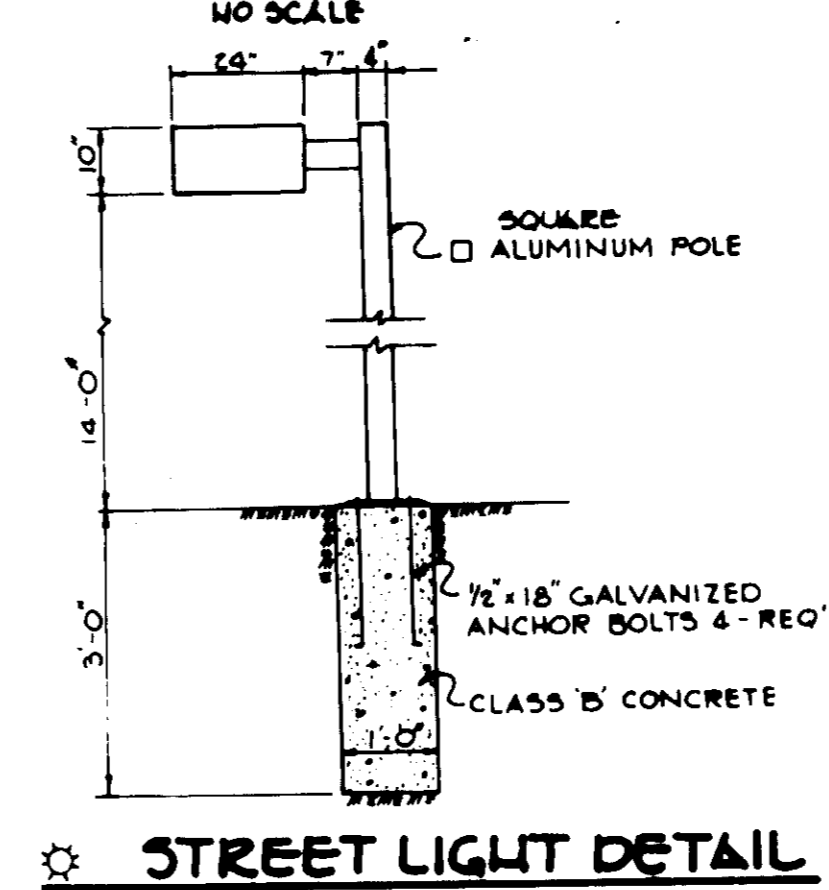 NO SCALE
24" 7" 4"
10"
SQUARE
□ ALUMINUM POLE
14'-0"
1/2" x 18" GALVANIZED
ANCHOR BOLTS 4-REQ'
3'-0"
CLASS 'B' CONCRETE
1'-0"
STREET LIGHT DETAIL